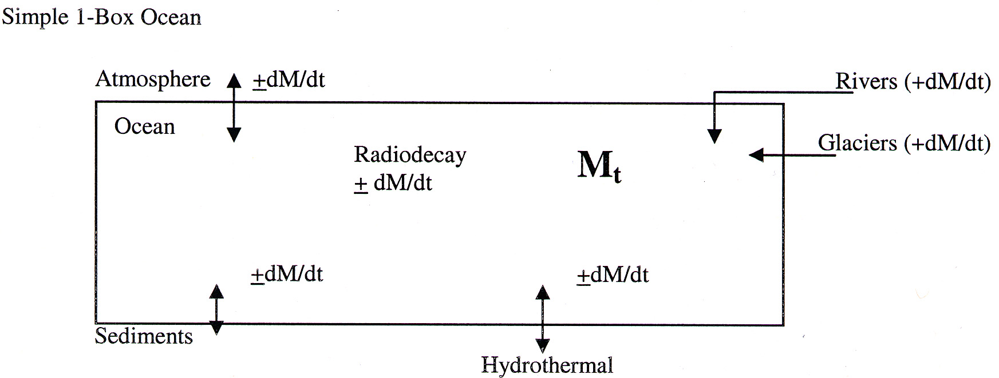 Simple 1-Box Ocean
Atmosphere
±dM/dt
Rivers (+dM/dt)
Ocean
Glaciers (+dM/dt)
Radiodecay
± dM/dt
Mₜ
±dM/dt
±dM/dt
Sediments
Hydrothermal